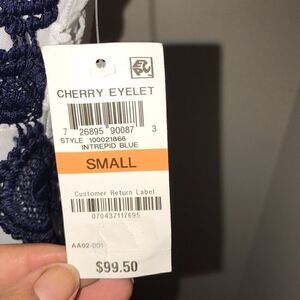 CHERRY EYELET
7 26895 90087 3
STYLE 100021866
INTREPID BLUE
SMALL
Customer Return Label
070437117695
AA02-001
$99.50